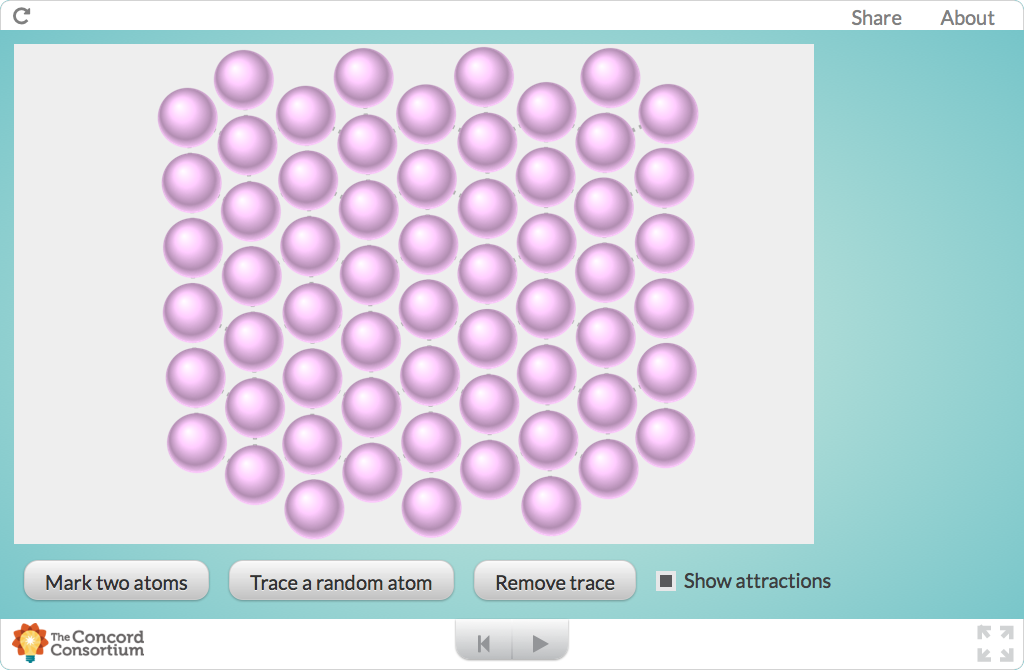 Share
About
Mark two atoms
Trace a random atom
Remove trace
Show attractions
The Concord
Consortium